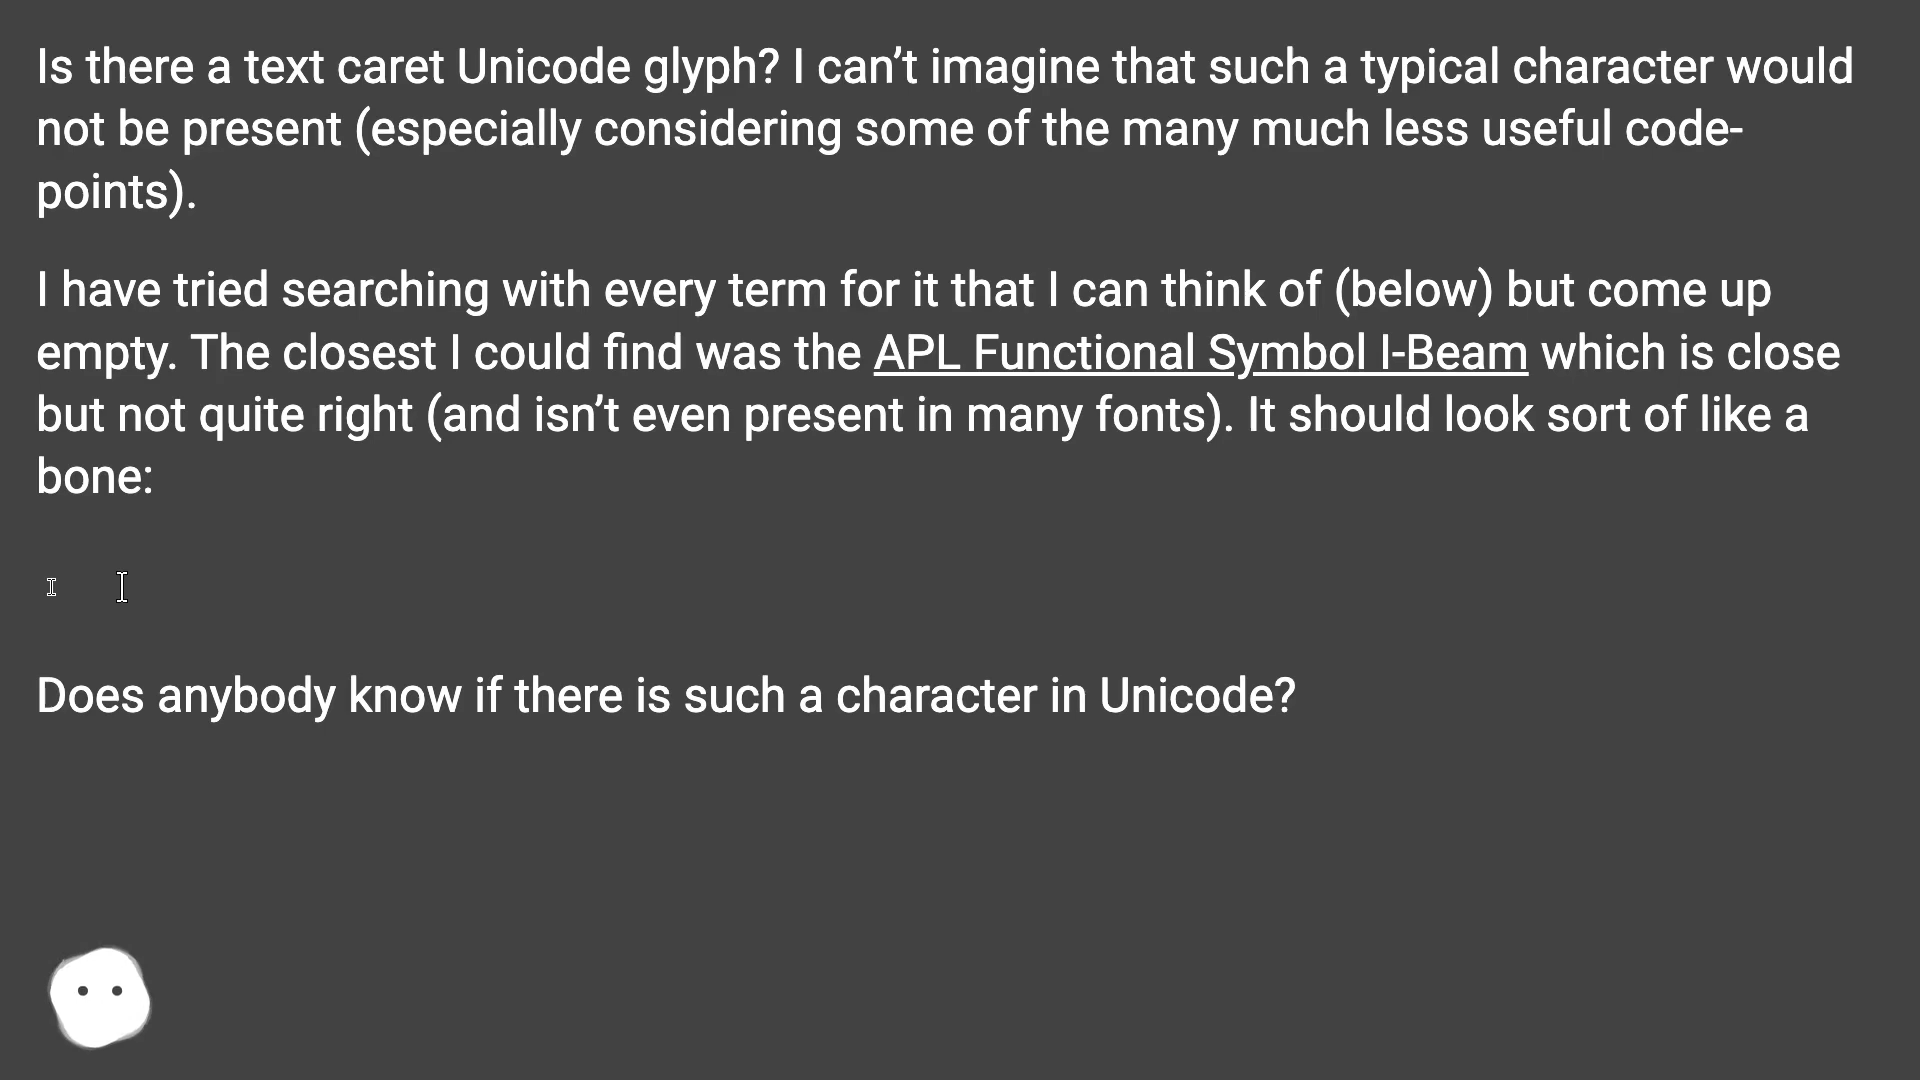 Is there a text caret Unicode glyph? I can’t imagine that such a typical character would
not be present (especially considering some of the many much less useful code-
points).
I have tried searching with every term for it that I can think of (below) but come up
empty. The closest I could find was the APL Functional Symbol I-Beam which is close
but not quite right (and isn’t even present in many fonts). It should look sort of like a
bone:
Does anybody know if there is such a character in Unicode?